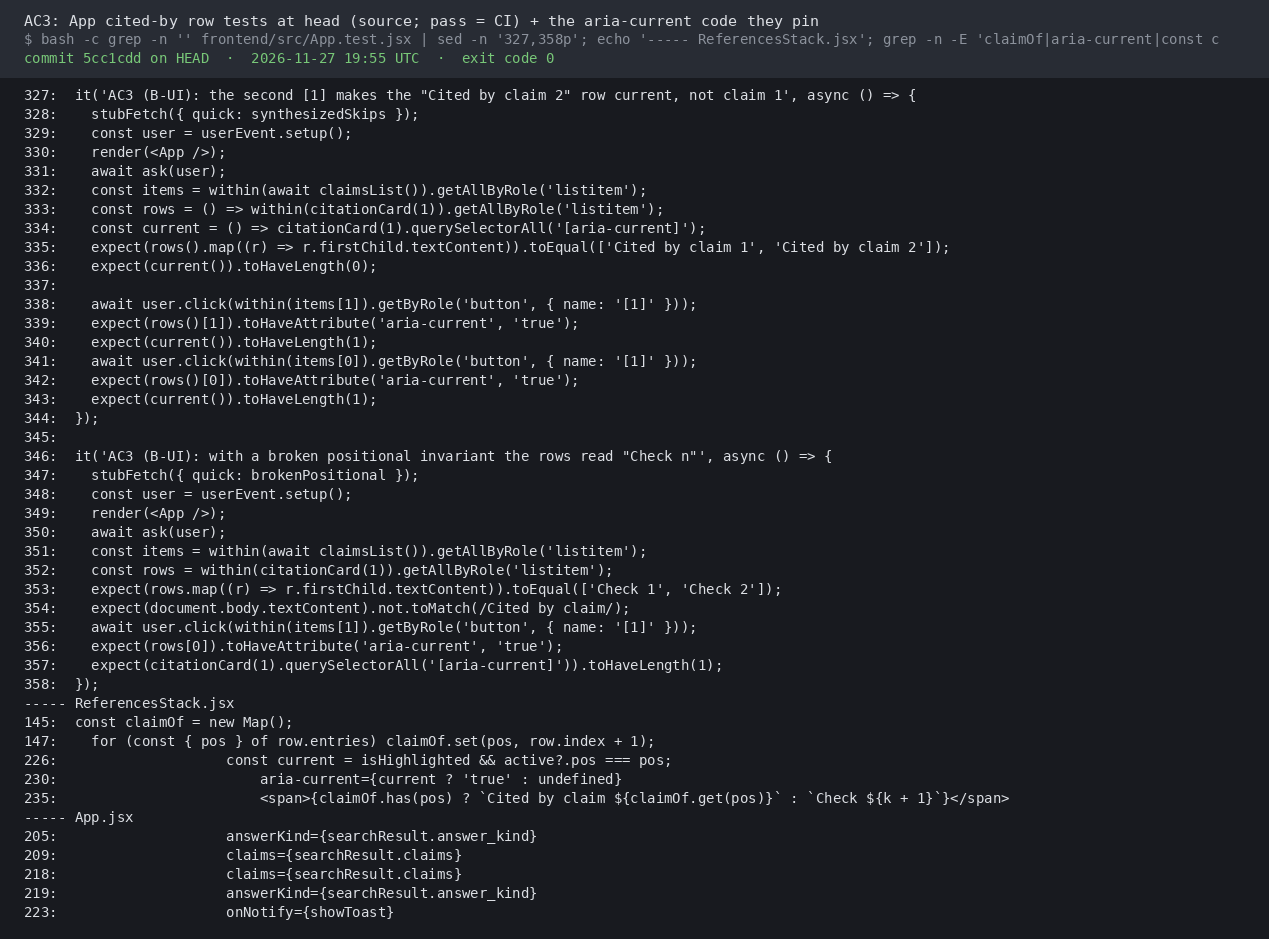 AC3: App cited-by row tests at head (source; pass = CI) + the aria-current code they pin
$ bash -c grep -n '' frontend/src/App.test.jsx | sed -n '327,358p'; echo '----- ReferencesStack.jsx'; grep -n -E 'claimOf|aria-current|const c
commit 5cc1cdd on HEAD · 2026-11-27 19:55 UTC · exit code 0
327:  it('AC3 (B-UI): the second [1] makes the "Cited by claim 2" row current, not claim 1', async () => {
328:    stubFetch({ quick: synthesizedSkips });
329:    const user = userEvent.setup();
330:    render(<App />);
331:    await ask(user);
332:    const items = within(await claimsList()).getAllByRole('listitem');
333:    const rows = () => within(citationCard(1)).getAllByRole('listitem');
334:    const current = () => citationCard(1).querySelectorAll('[aria-current]');
335:    expect(rows().map((r) => r.firstChild.textContent)).toEqual(['Cited by claim 1', 'Cited by claim 2']);
336:    expect(current()).toHaveLength(0);
337:
338:    await user.click(within(items[1]).getByRole('button', { name: '[1]' }));
339:    expect(rows()[1]).toHaveAttribute('aria-current', 'true');
340:    expect(current()).toHaveLength(1);
341:    await user.click(within(items[0]).getByRole('button', { name: '[1]' }));
342:    expect(rows()[0]).toHaveAttribute('aria-current', 'true');
343:    expect(current()).toHaveLength(1);
344:  });
345:
346:  it('AC3 (B-UI): with a broken positional invariant the rows read "Check n"', async () => {
347:    stubFetch({ quick: brokenPositional });
348:    const user = userEvent.setup();
349:    render(<App />);
350:    await ask(user);
351:    const items = within(await claimsList()).getAllByRole('listitem');
352:    const rows = within(citationCard(1)).getAllByRole('listitem');
353:    expect(rows.map((r) => r.firstChild.textContent)).toEqual(['Check 1', 'Check 2']);
354:    expect(document.body.textContent).not.toMatch(/Cited by claim/);
355:    await user.click(within(items[1]).getByRole('button', { name: '[1]' }));
356:    expect(rows[0]).toHaveAttribute('aria-current', 'true');
357:    expect(citationCard(1).querySelectorAll('[aria-current]')).toHaveLength(1);
358:  });
----- ReferencesStack.jsx
145:  const claimOf = new Map();
147:    for (const { pos } of row.entries) claimOf.set(pos, row.index + 1);
226:                    const current = isHighlighted && active?.pos === pos;
230:                        aria-current={current ? 'true' : undefined}
235:                        <span>{claimOf.has(pos) ? `Cited by claim ${claimOf.get(pos)}` : `Check ${k + 1}`}</span>
----- App.jsx
205:                    answerKind={searchResult.answer_kind}
209:                    claims={searchResult.claims}
218:                    claims={searchResult.claims}
219:                    answerKind={searchResult.answer_kind}
223:                    onNotify={showToast}